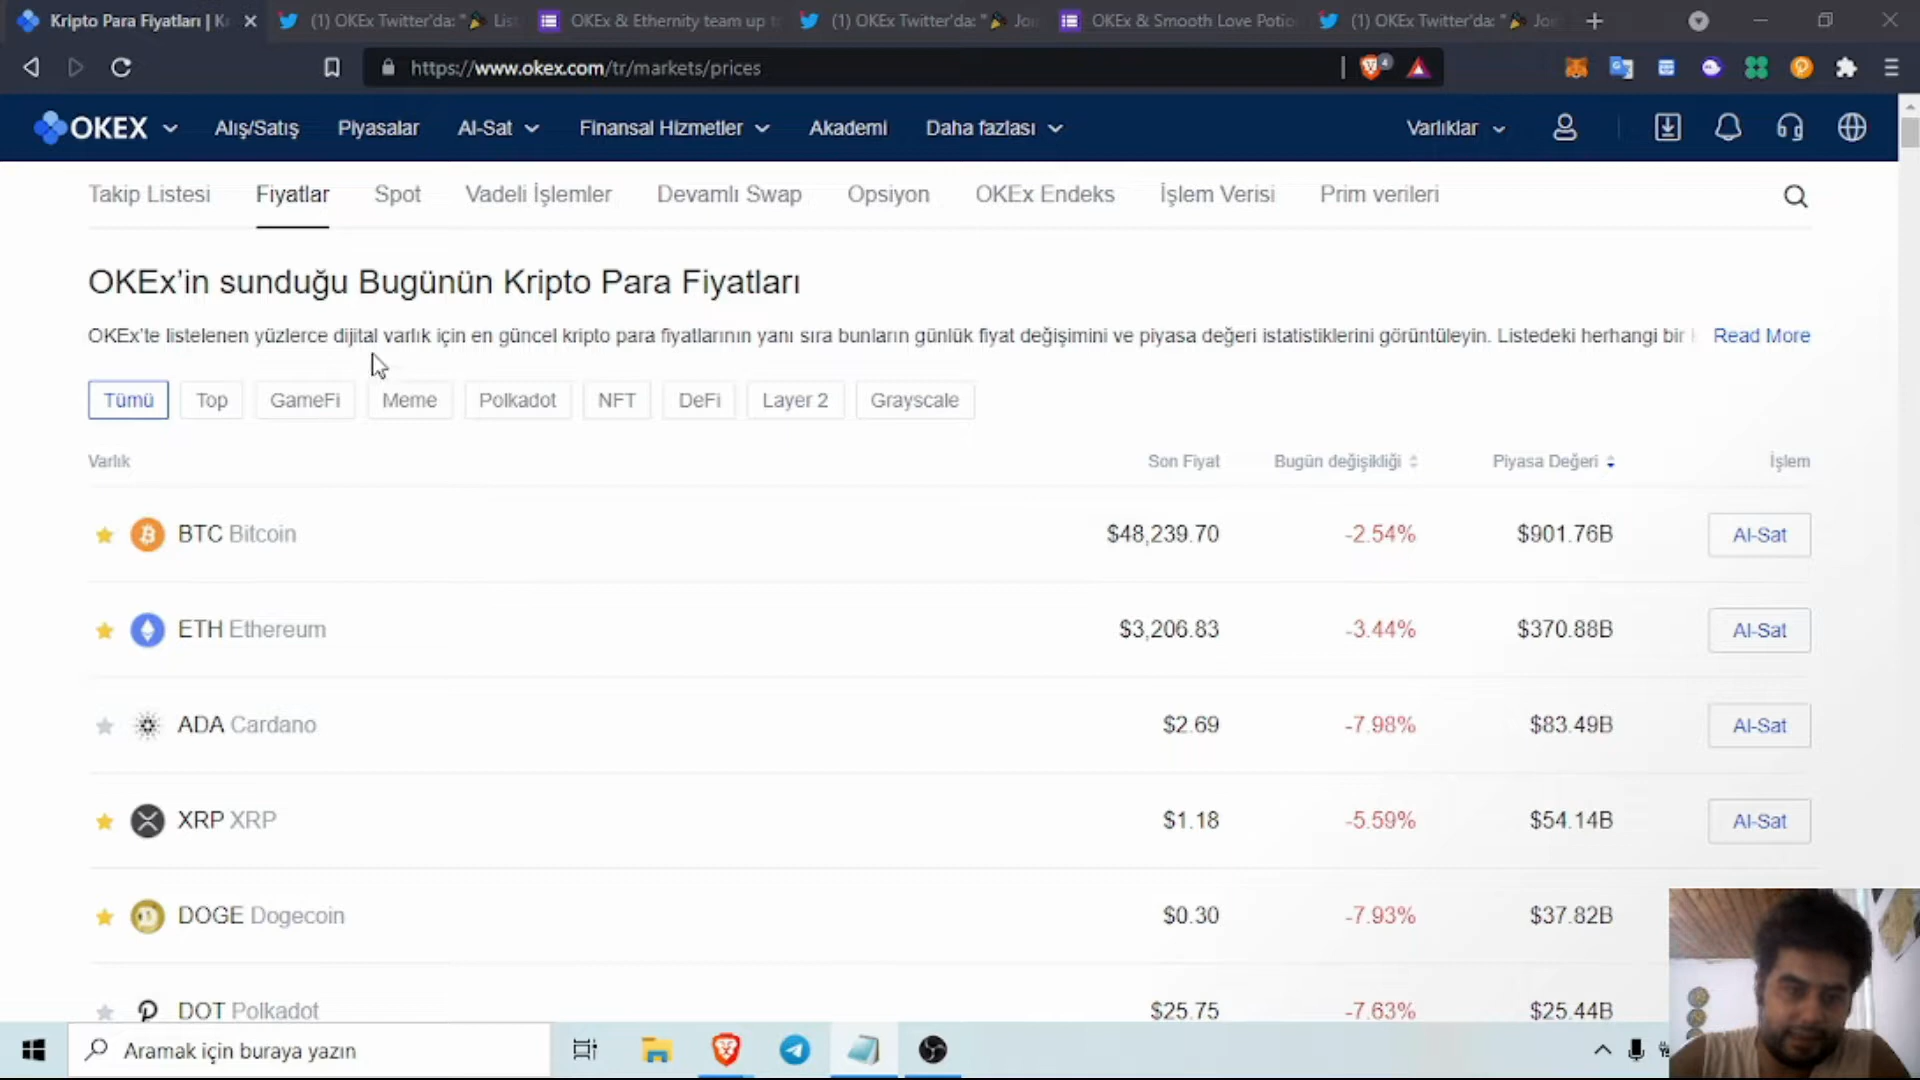 Kripto Para Fiyatları | K
(1) OKEx Twitter'da: " Lis
OKEx & Ethernity team up t
(1) OKEx Twitter'da: " Joi
OKEx & Smooth Love Potio
(1) OKEx Twitter'da: " Joi
https://www.okex.com/tr/markets/prices
4
OKEX
Alış/Satış
Piyasalar
Al-Sat
Finansal Hizmetler
Akademi
Daha fazlası
Varlıklar
Takip Listesi
Fiyatlar
Spot
Vadeli İşlemler
Devamlı Swap
Opsiyon
OKEx Endeks
İşlem Verisi
Prim verileri
OKEx'in sunduğu Bugünün Kripto Para Fiyatları
OKEx'te listelenen yüzlerce dijital varlık için en güncel kripto para fiyatlarının yanı sıra bunların günlük fiyat değişimini ve piyasa değeri istatistiklerini görüntüleyin. Listedeki herhangi bir Read More
Tümü
Top
GameFi
Meme
Polkadot
NFT
DeFi
Layer 2
Grayscale
Varlık Son Fiyat Bugün değişikliği Piyasa Değeri İşlem
BTC Bitcoin $48,239.70 -2.54% $901.76B Al-Sat
ETH Ethereum $3,206.83 -3.44% $370.88B Al-Sat
ADA Cardano $2.69 -7.98% $83.49B Al-Sat
XRP XRP $1.18 -5.59% $54.14B Al-Sat
DOGE Dogecoin $0.30 -7.93% $37.82B
DOT Polkadot $25.75 -7.63% $25.44B
Aramak için buraya yazın